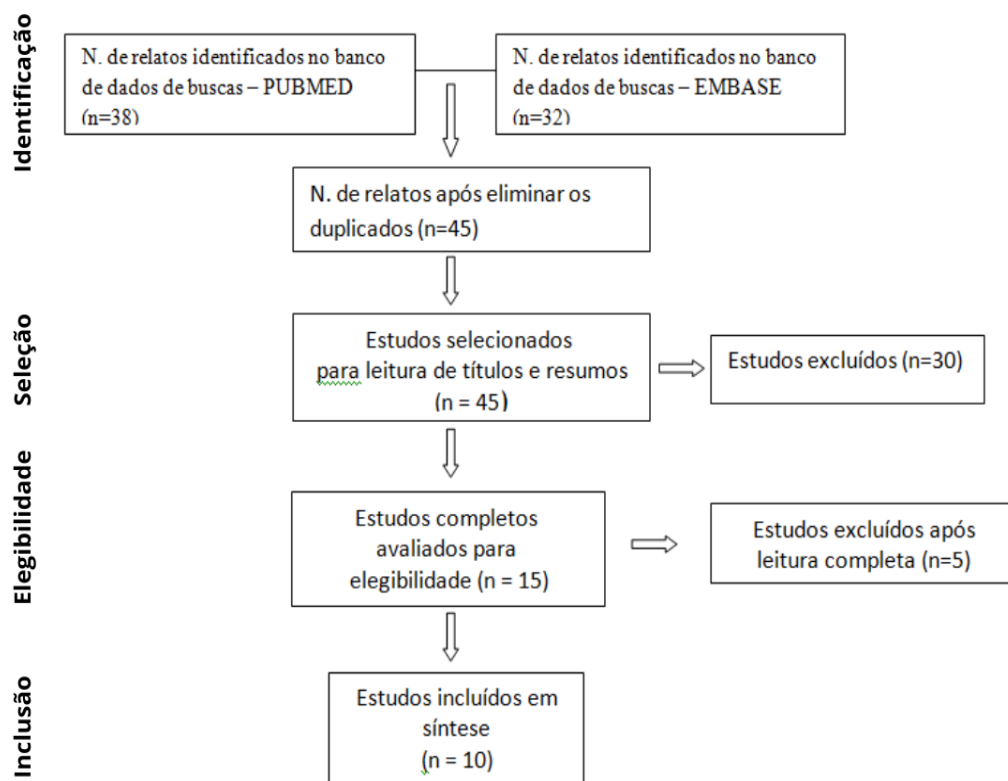 Identificação
N. de relatos identificados no banco
de dados de buscas – PUBMED
(n=38)
N. de relatos identificados no banco
de dados de buscas – EMBASE
(n=32)
N. de relatos após eliminar os
duplicados (n=45)
Seleção
Estudos selecionados
para leitura de títulos e resumos
(n = 45)
Estudos excluídos (n=30)
Elegibilidade
Estudos completos
avaliados para
elegibilidade (n = 15)
Estudos excluídos após
leitura completa (n=5)
Inclusão
Estudos incluídos em
síntese
(n = 10)